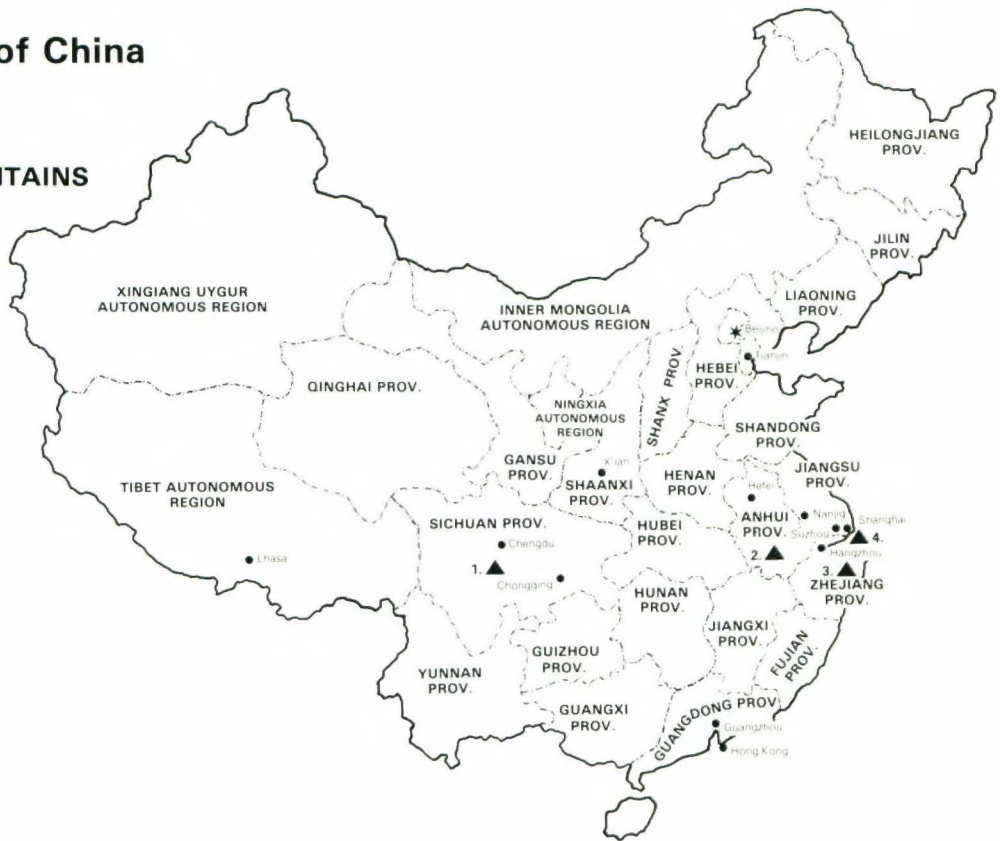 of China
NTAINS
HEILONGJIANG
PROV.
JILIN
PROV.
LIAONING
PROV.
XINGIANG UYGUR
AUTONOMOUS REGION
INNER MONGOLIA
AUTONOMOUS REGION
Beijing
Tianjin
HEBEI
PROV.
SHANX PROV.
QINGHAI PROV.
NINGXIA
AUTONOMOUS
REGION
SHANDONG
PROV.
GANSU
PROV.
X'ian
SHAANXI
PROV.
HENAN
PROV.
JIANGSU
PROV.
Hefei
TIBET AUTONOMOUS
REGION
SICHUAN PROV.
HUBEI
PROV.
ANHUI
PROV.
Nanjig
Shanghai
Suzhou
4.
Chengdu
Lhasa
1.
Chongqing
2.
Hangzhou
3.
ZHEJIANG
PROV.
HUNAN
PROV.
JIANGXI
PROV.
FUJIAN
PROV.
GUIZHOU
PROV.
YUNNAN
PROV.
GUANGXI
PROV.
GUANGDONG PROV
Guangzhou
Hong Kong